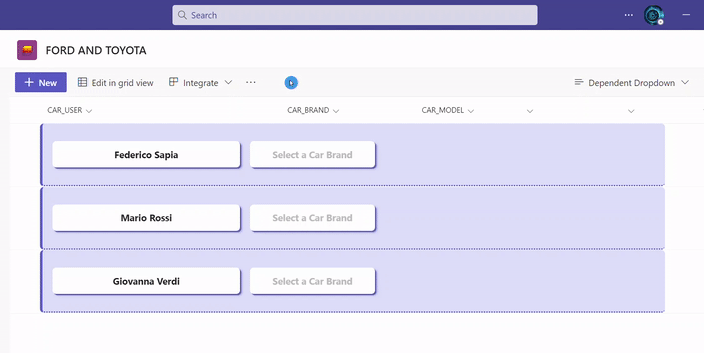 Search
FORD AND TOYOTA
New Edit in grid view Integrate Dependent Dropdown
CAR_USER CAR_BRAND CAR_MODEL
Federico Sapia Select a Car Brand
Mario Rossi Select a Car Brand
Giovanna Verdi Select a Car Brand